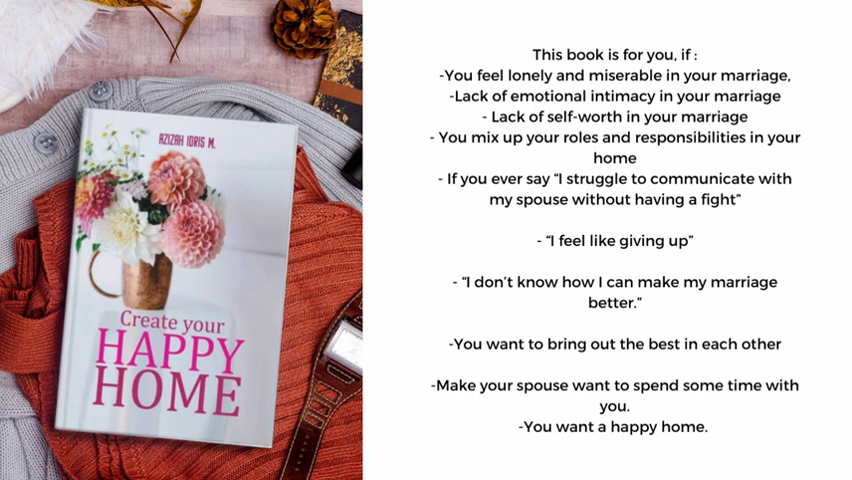 AZIZAH IDRIS M.
Create your
HAPPY
HOME
This book is for you, if :
-You feel lonely and miserable in your marriage,
-Lack of emotional intimacy in your marriage
- Lack of self-worth in your marriage
- You mix up your roles and responsibilities in your
home
- If you ever say “I struggle to communicate with
my spouse without having a fight”
- “I feel like giving up”
- “I don’t know how I can make my marriage
better.”
-You want to bring out the best in each other
-Make your spouse want to spend some time with
you.
-You want a happy home.